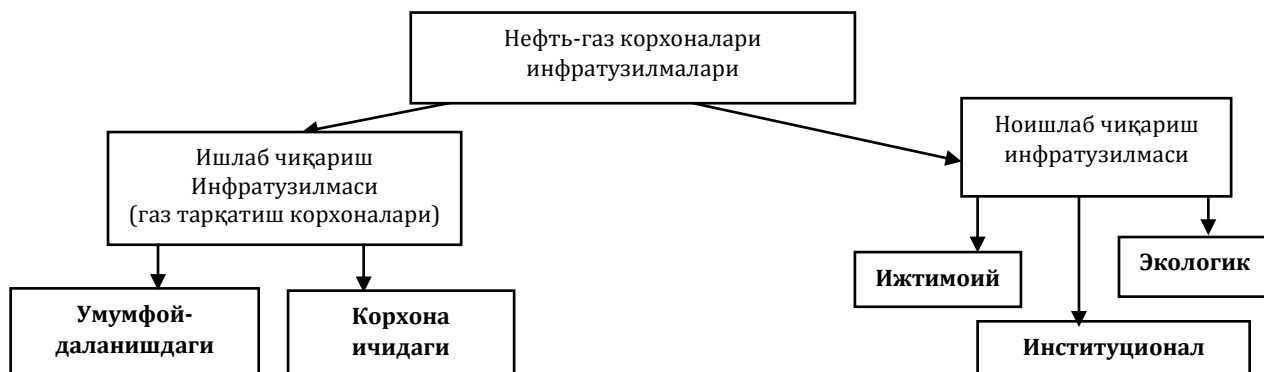 Нефть-газ корхоналари
инфратузилмалари
Ишлаб чиқариш
Инфратузилмаси
(газ тарқатиш корхоналари)
Ноишлаб чиқариш
инфратузилмаси
Умумфой-
даланишдаги
Корхона
ичидаги
Ижтимоий
Экологик
Институционал